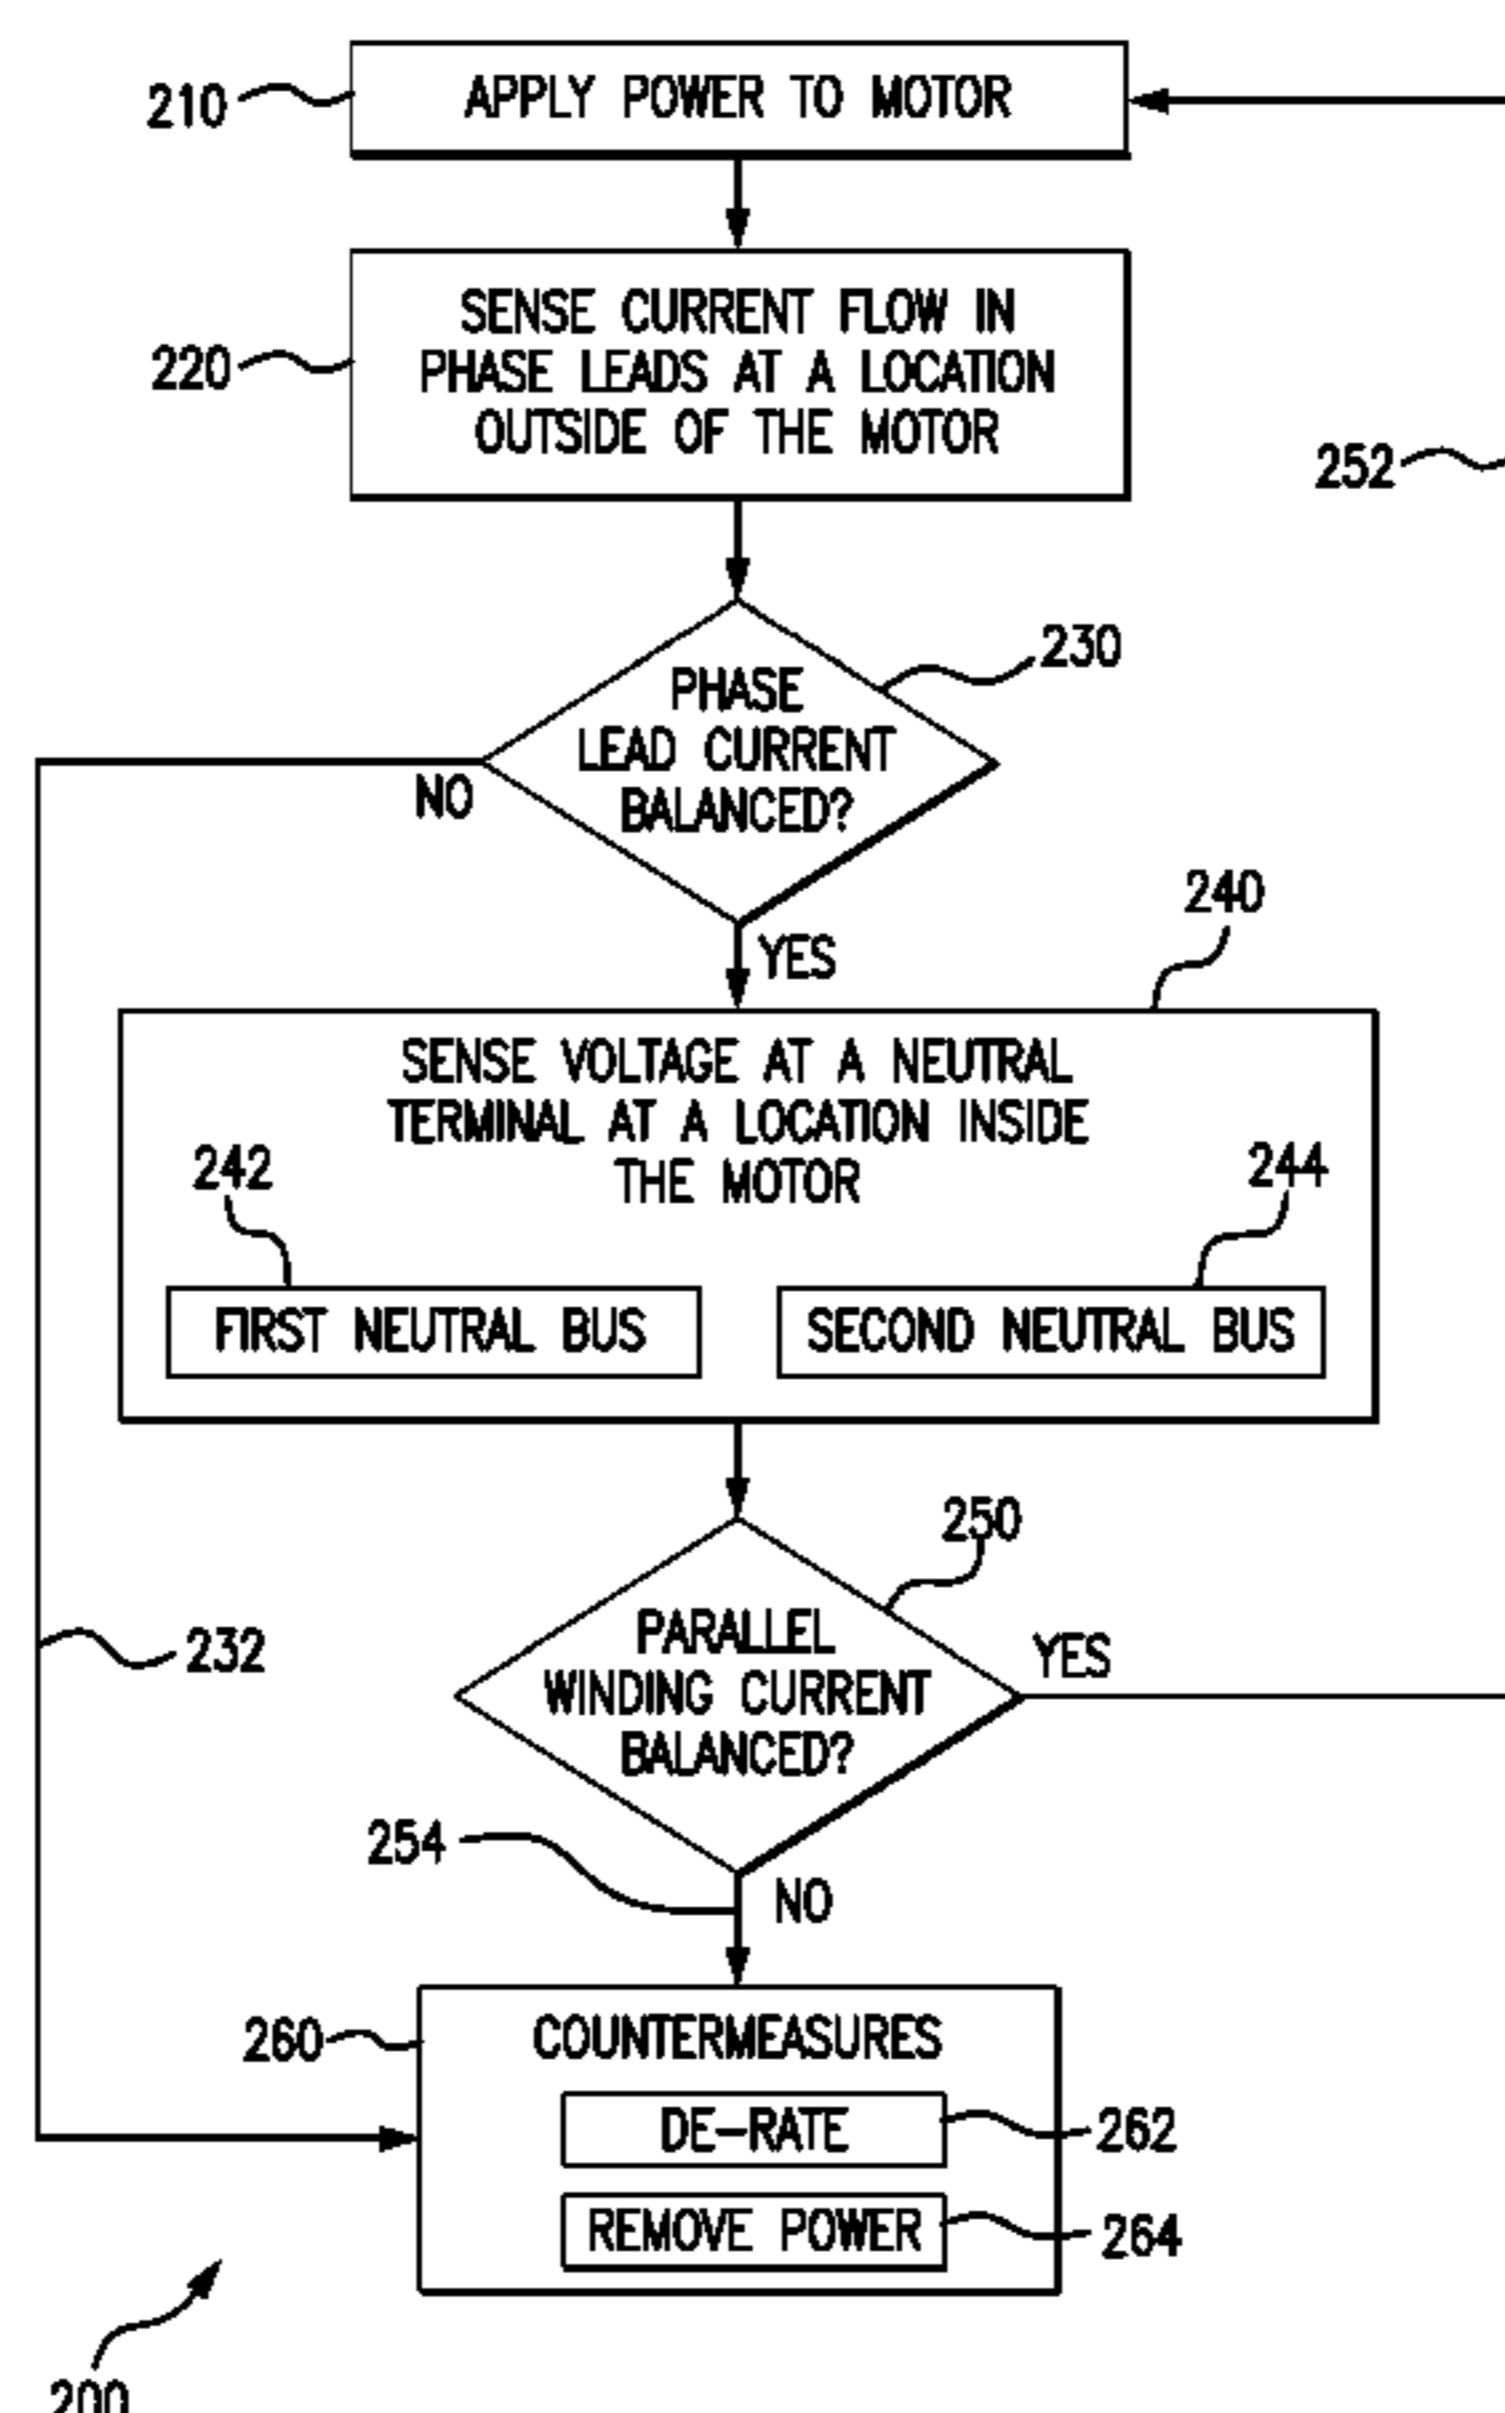 210
APPLY POWER TO MOTOR
220
SENSE CURRENT FLOW IN
PHASE LEADS AT A LOCATION
OUTSIDE OF THE MOTOR
252
230
PHASE
LEAD CURRENT
BALANCED?
NO
YES
240
SENSE VOLTAGE AT A NEUTRAL
TERMINAL AT A LOCATION INSIDE
THE MOTOR
242
244
FIRST NEUTRAL BUS
SECOND NEUTRAL BUS
250
PARALLEL
WINDING CURRENT
BALANCED?
YES
232
254
NO
260
COUNTERMEASURES
DE-RATE
262
REMOVE POWER
264
200